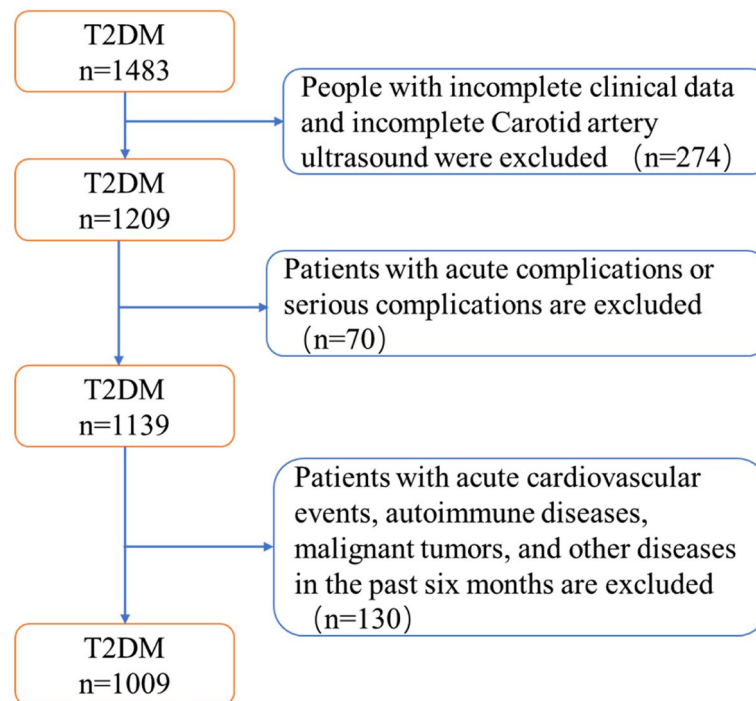 T2DM
n=1483
People with incomplete clinical data
and incomplete Carotid artery
ultrasound were excluded （n=274）
T2DM
n=1209
Patients with acute complications or
serious complications are excluded
（n=70）
T2DM
n=1139
Patients with acute cardiovascular
events, autoimmune diseases,
malignant tumors, and other diseases
in the past six months are excluded
（n=130）
T2DM
n=1009